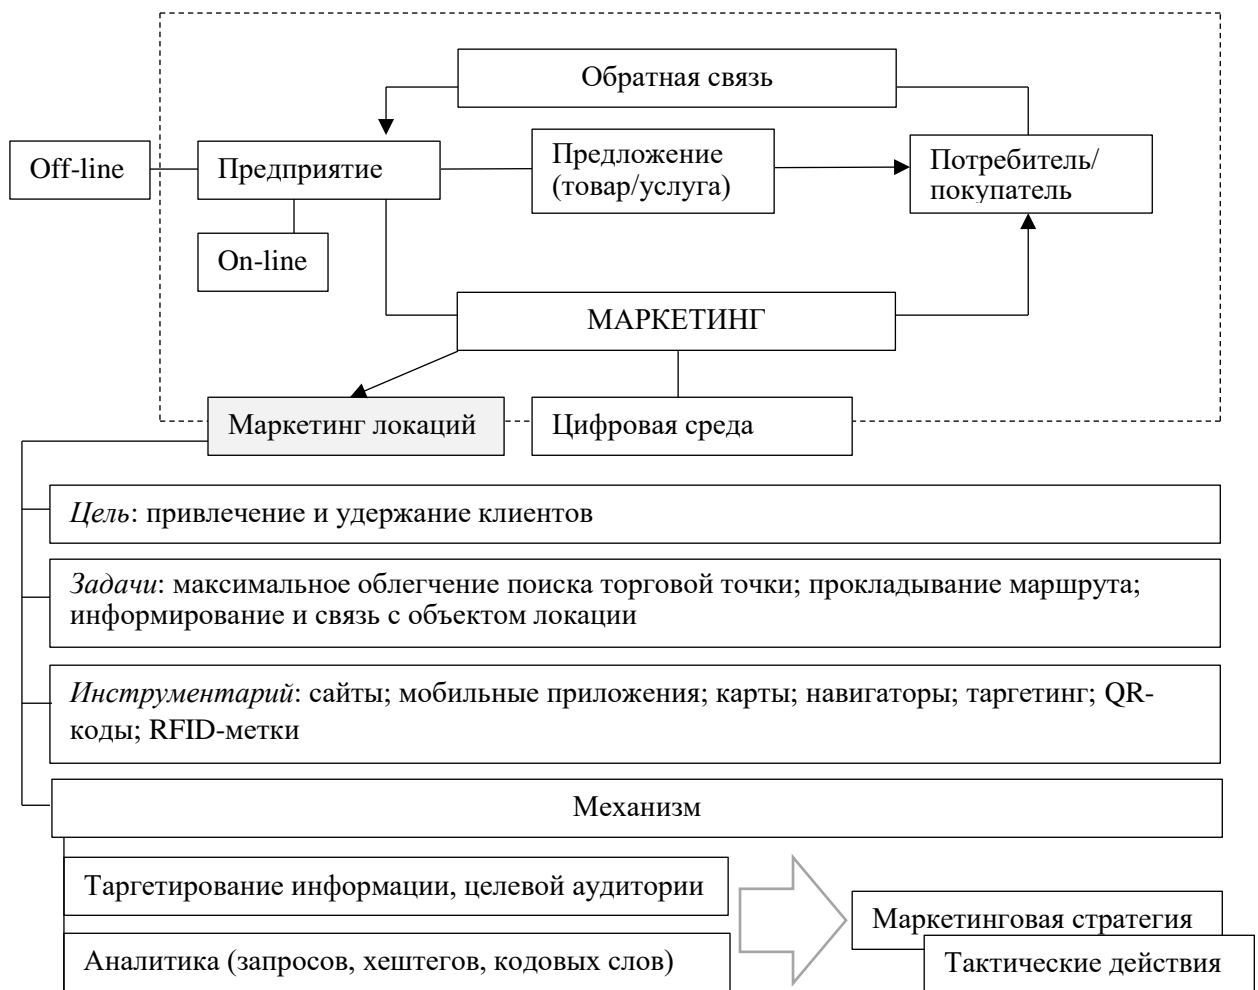 Обратная связь
Off-line
Предприятие
Предложение
(товар/услуга)
Потребитель/
покупатель
On-line
МАРКЕТИНГ
Маркетинг локаций
Цифровая среда
Цель: привлечение и удержание клиентов
Задачи: максимальное облегчение поиска торговой точки; прокладывание маршрута;
информирование и связь с объектом локации
Инструментарий: сайты; мобильные приложения; карты; навигаторы; таргетинг; QR-
коды; RFID-метки
Механизм
Таргетирование информации, целевой аудитории
Аналитика (запросов, хештегов, кодовых слов)
Маркетинговая стратегия
Тактические действия